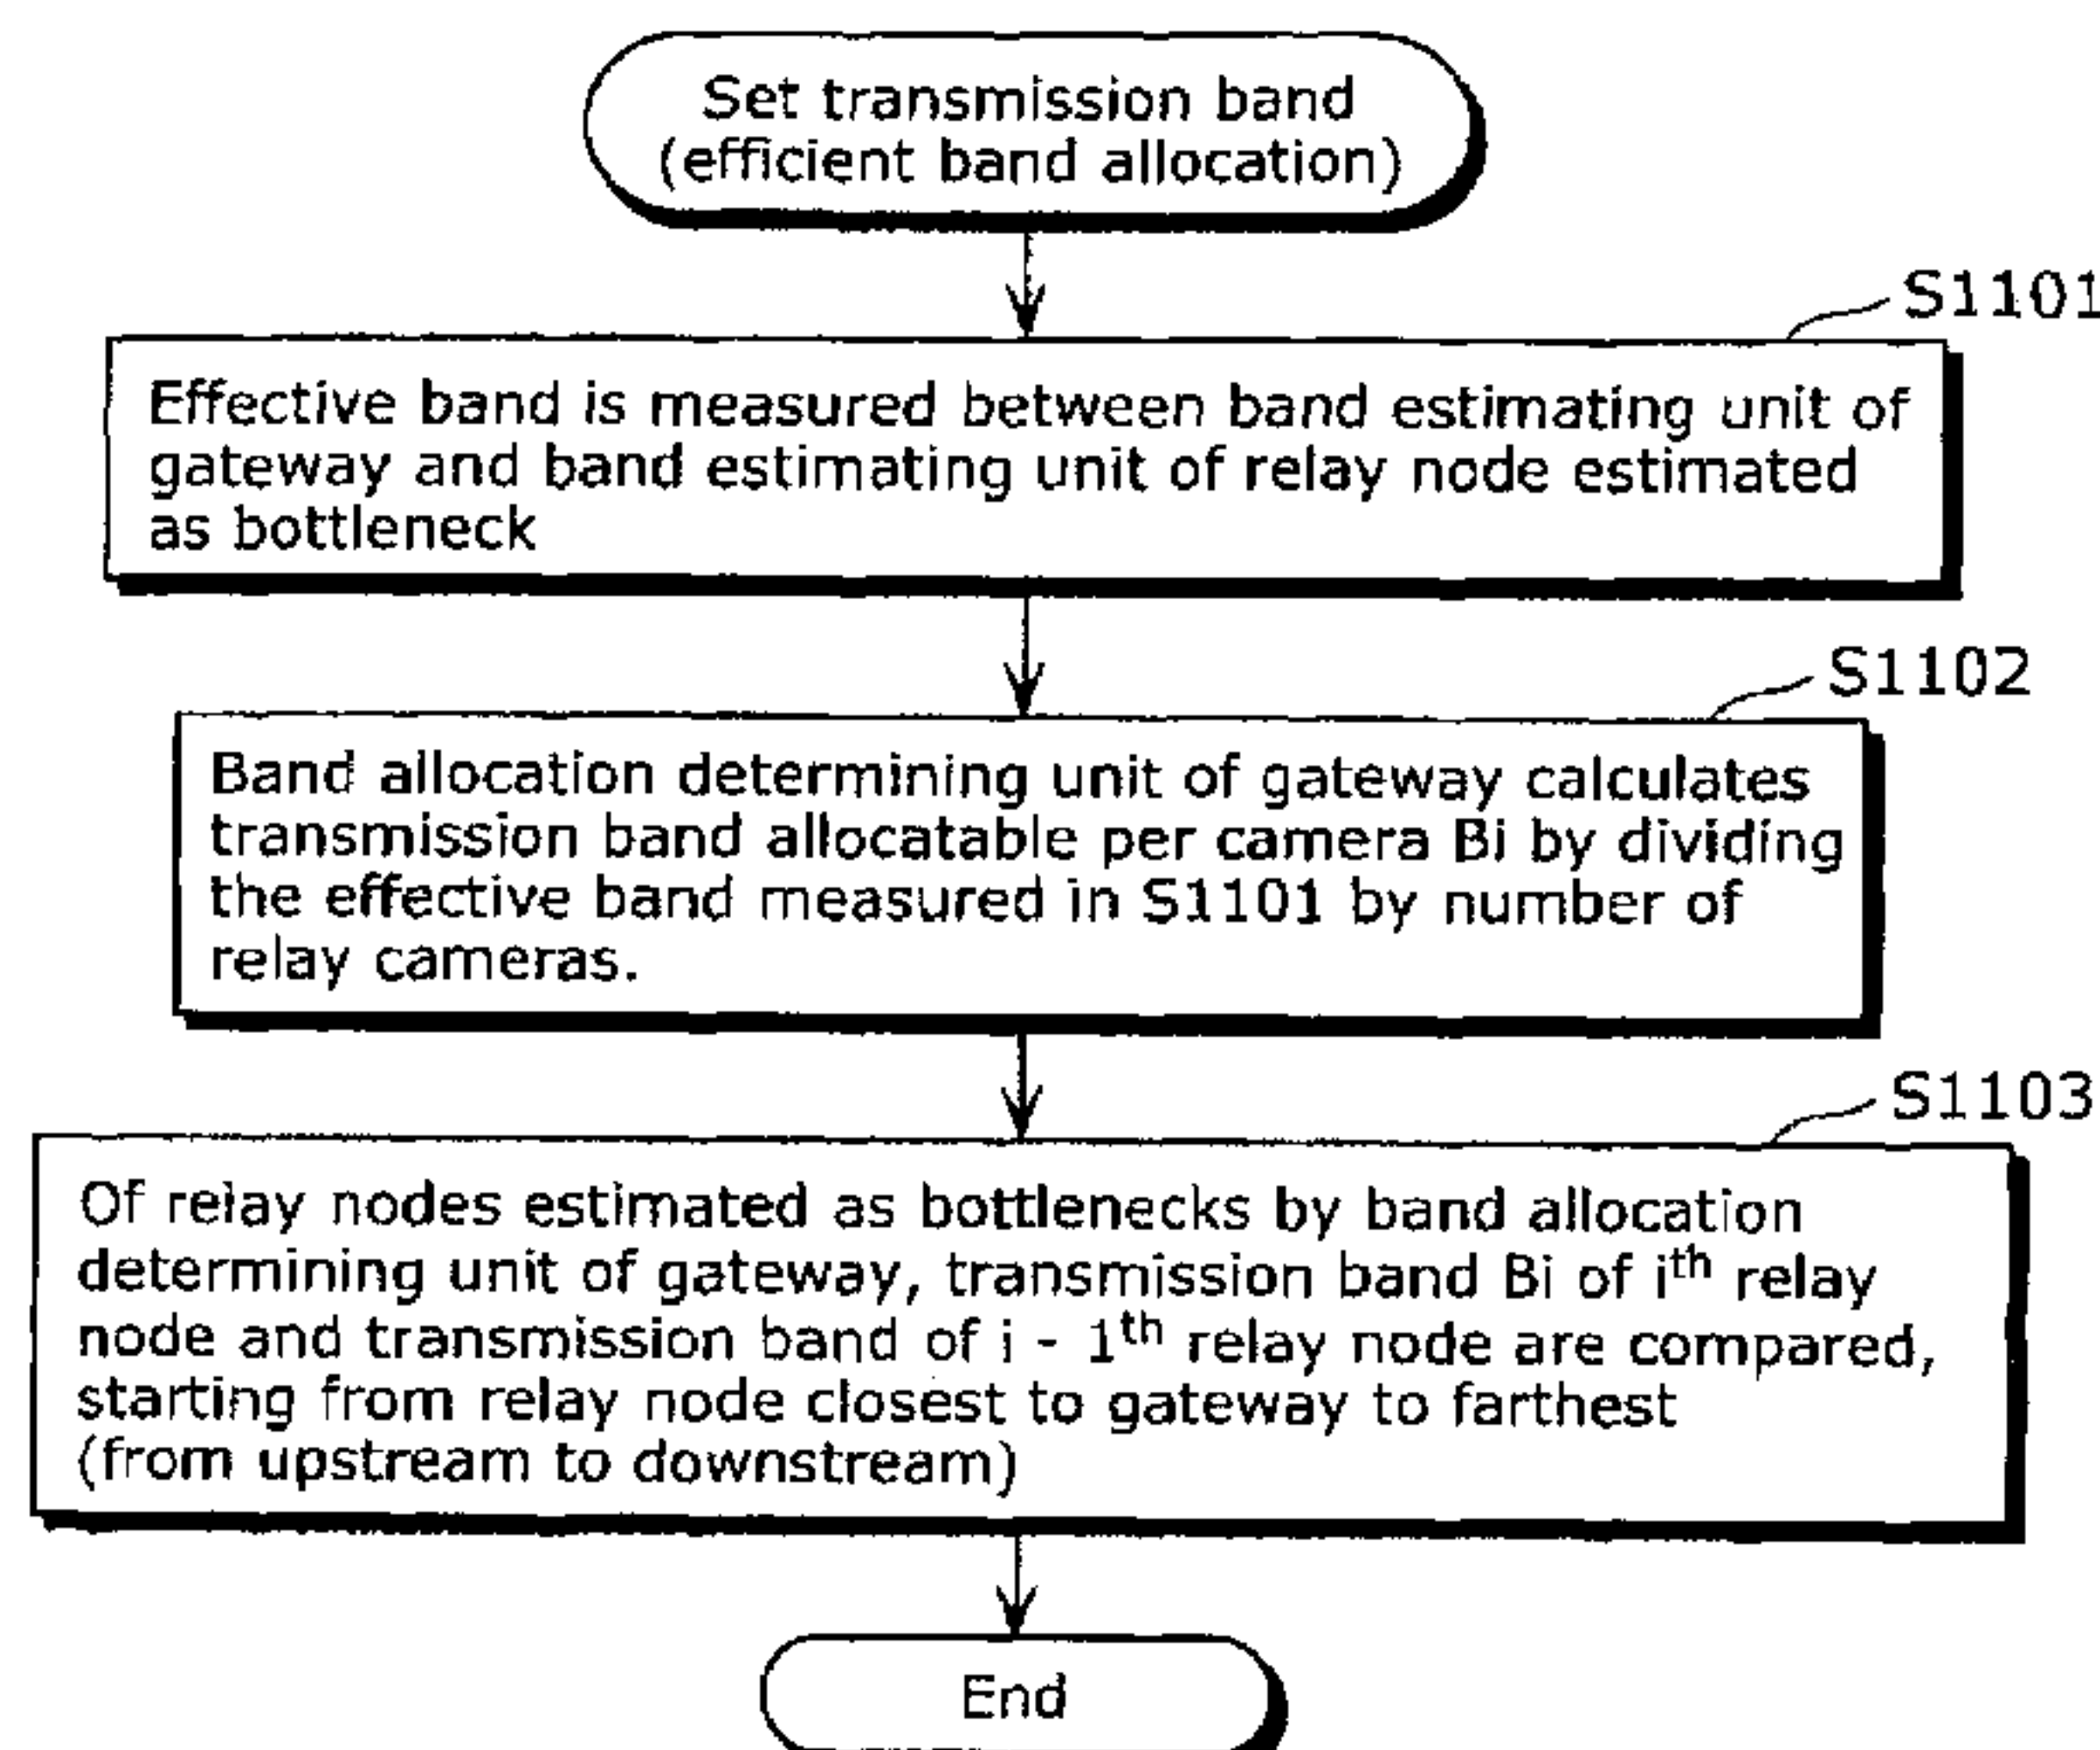 Set transmission band
(efficient band allocation)
S1101
Effective band is measured between band estimating unit of
gateway and band estimating unit of relay node estimated
as bottleneck
S1102
Band allocation determining unit of gateway calculates
transmission band allocatable per camera Bi by dividing
the effective band measured in S1101 by number of
relay cameras.
S1103
Of relay nodes estimated as bottlenecks by band allocation
determining unit of gateway, transmission band Bi of iᵗʰ relay
node and transmission band of i - 1ᵗʰ relay node are compared,
starting from relay node closest to gateway to farthest
(from upstream to downstream)
End